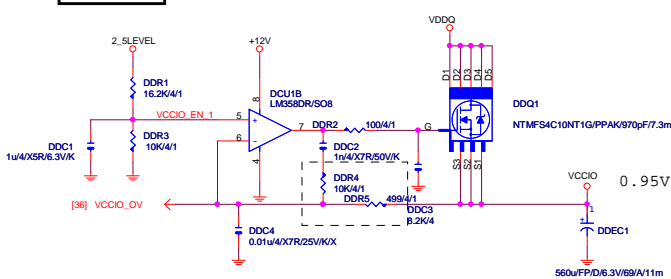 2_5LEVEL
+12V
VDDQ
D1
D2
D3
D4
D5
DDR1
16.2K/4/1
DCU1B
LM358DR/SO8
8
DDQ1
NTMFS4C10NT1G/PPAK/970pF/7.3m
VCCIO_EN_1
5
+
7
DDR2
100/4/1
G
6
-
4
DDC1
1u/4/X5R/6.3V/K
DDR3
10K/4/1
DDC2
1n/4/X7R/50V/K
S3
S2
S1
DDR4
10K/4/1
VCCIO
0.95V
DDR5
499/4/1
[36] VCCIO_OV
DDC3
8.2K/4
1
+
DDEC1
DDC4
0.01u/4/X7R/25V/K/X
560u/FP/D/6.3V/69/A/11m